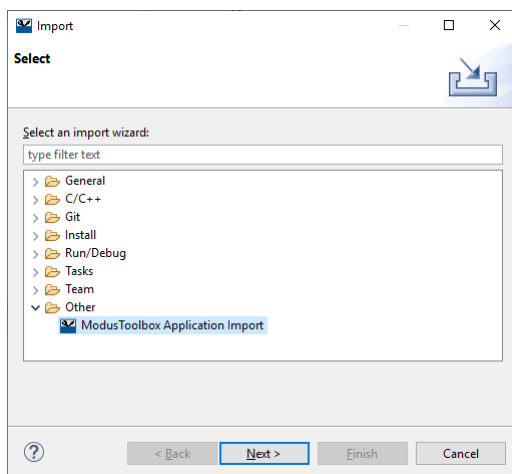 Import
Select
Select an import wizard:
type filter text
General
C/C++
Git
Install
Run/Debug
Tasks
Team
Other
ModusToolbox Application Import
?
< Back
Next >
Finish
Cancel